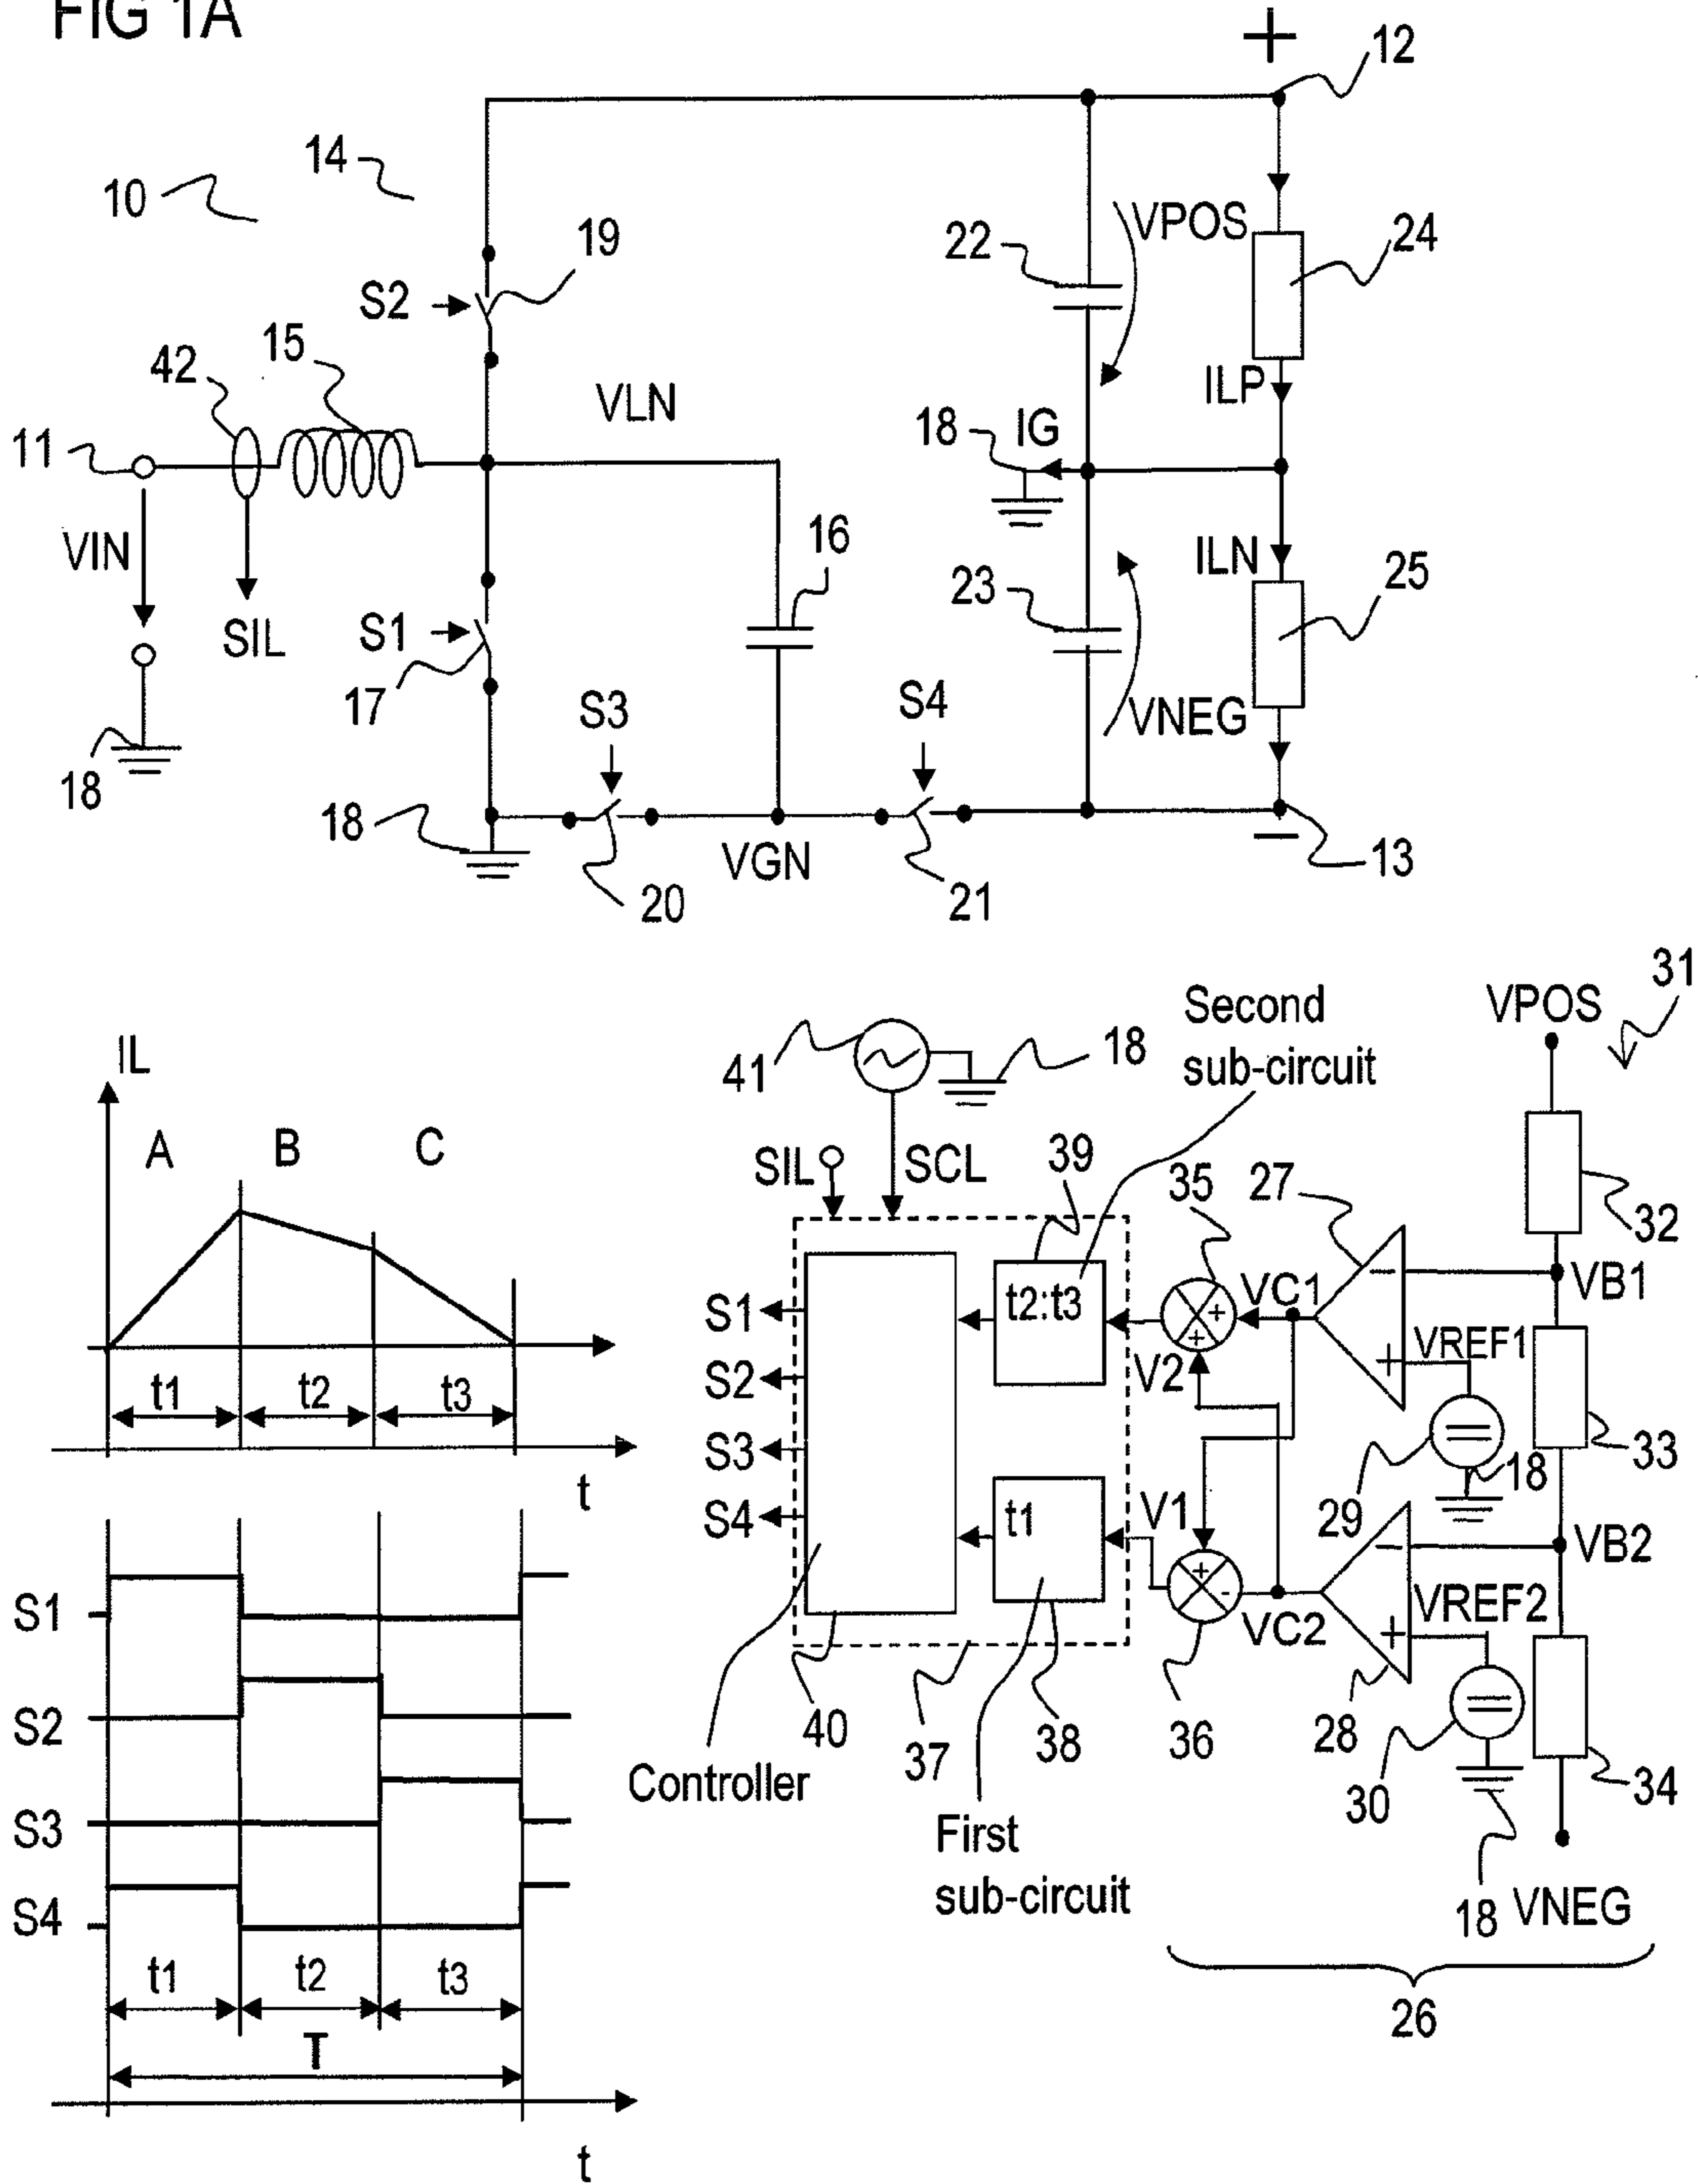 FIG 1A
+
12
14
10
19
VPOS
22
24
S2
15
42
VLN
ILP
18
IG
11
16
VIN
ILN
23
25
S1
SIL
17
S3
S4
VNEG
18
18
VGN
13
20
21
31
Second
sub-circuit
VPOS
IL
41
18
A
B
C
SIL
SCL
39
35
27
32
VB1
S1
t2:t3
VC1
+
+
−
+
VREF1
V2
S2
t1
t2
t3
S3
33
29
18
t
S4
V1
t1
VB2
+
-
VC2
−
+
VREF2
S1
S2
40
37
38
36
28
30
34
Controller
S3
First
sub-circuit
S4
18
VNEG
t1
t2
t3
26
T
t